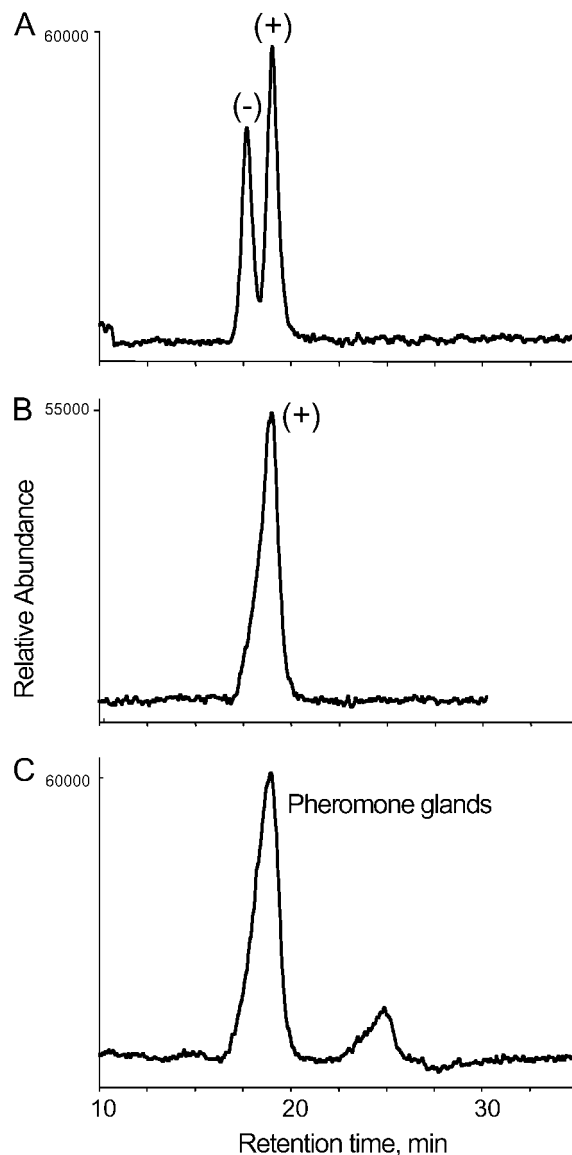 A
60000
(+)
(-)
B
55000
(+)
Relative Abundance
C
60000
Pheromone glands
10
20
30
Retention time, min